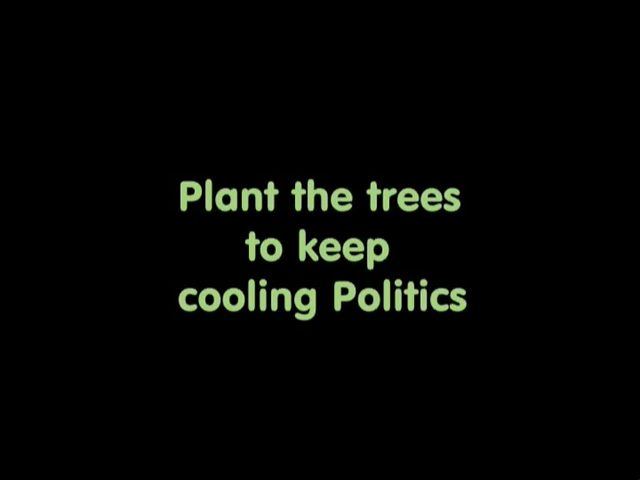 Plant the trees
to keep
cooling Politics